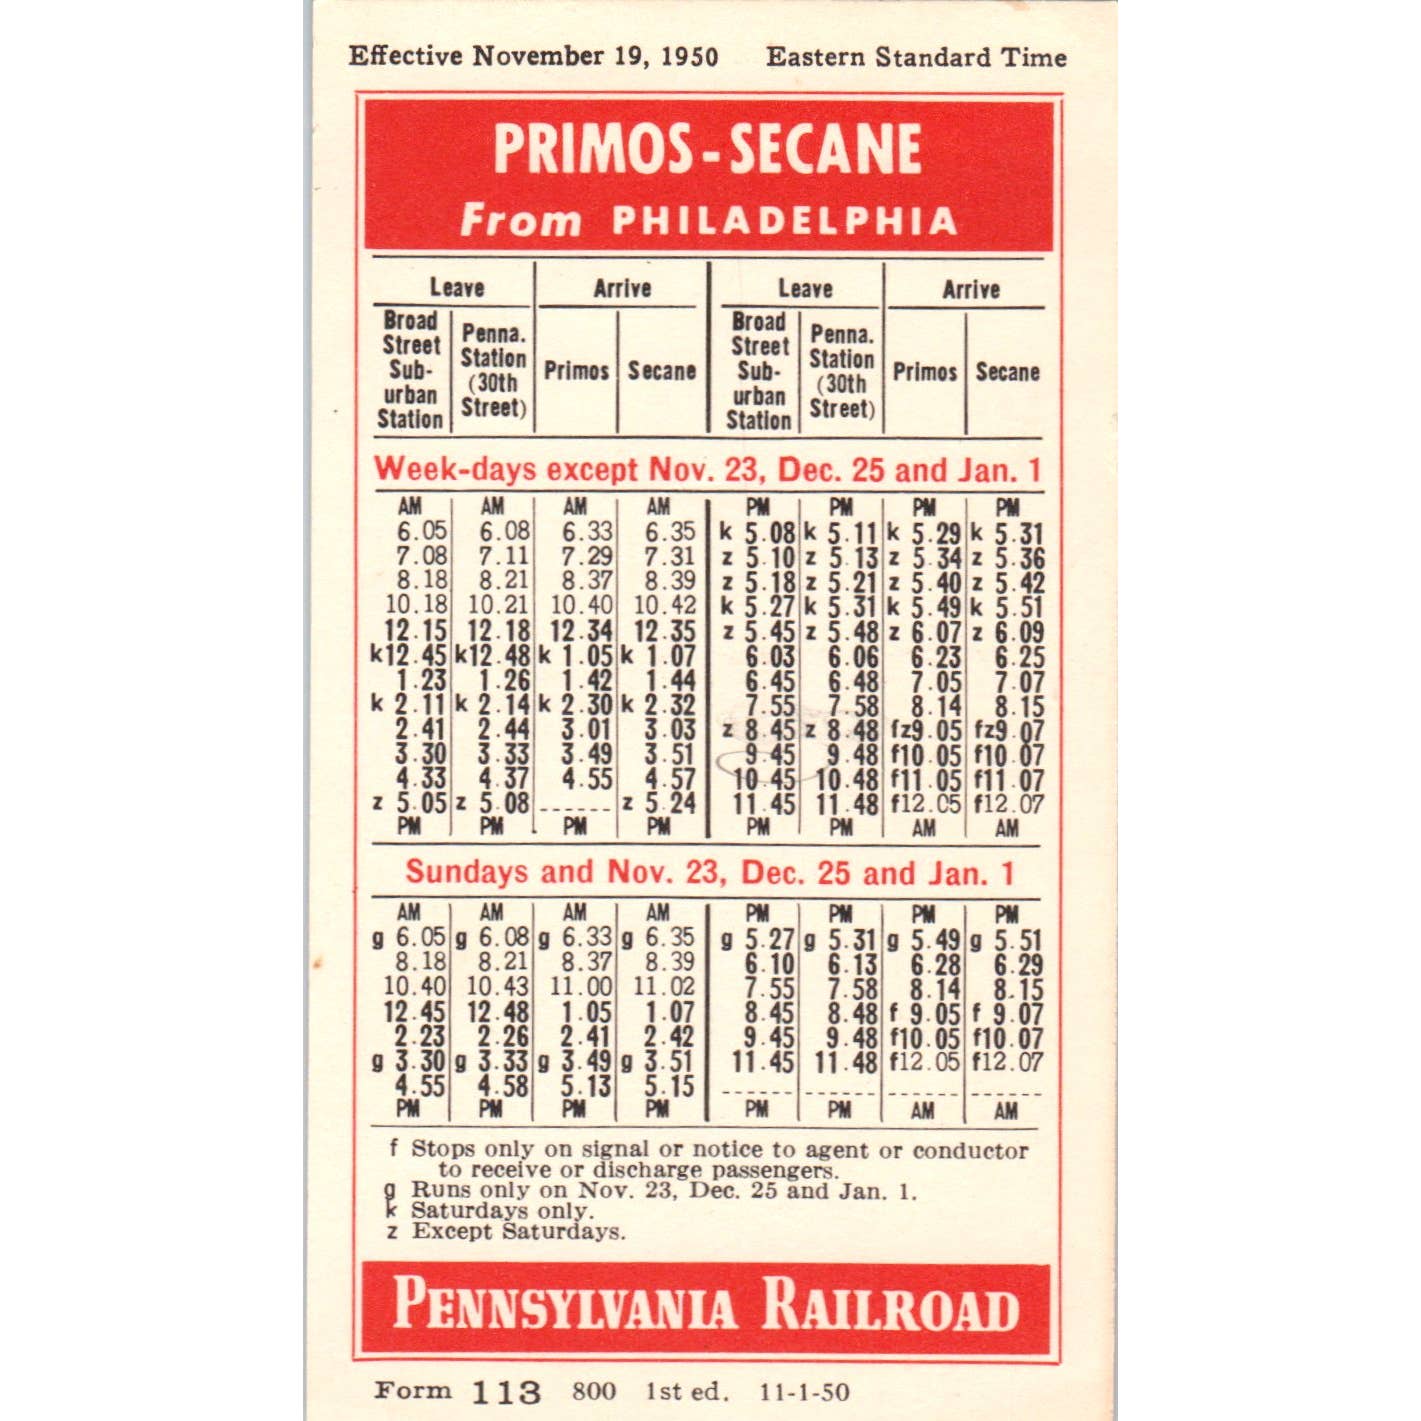 Effective November 19, 1950 Eastern Standard Time
PRIMOS - SECANE
From PHILADELPHIA
Leave Arrive Leave Arrive
Broad Street Sub- urban Station Penna. Station (30th Street) Primos Secane Broad Street Sub- urban Station Penna. Station (30th Street) Primos Secane
Week-days except Nov. 23, Dec. 25 and Jan. 1
AM AM AM AM PM PM PM PM
6.05 6.08 6.33 6.35 k 5.08 k 5.11 k 5.29 k 5.31
7.08 7.11 7.29 7.31 z 5.10 z 5.13 z 5.34 z 5.36
8.18 8.21 8.37 8.39 z 5.18 z 5.21 z 5.40 z 5.42
10.18 10.21 10.40 10.42 k 5.27 k 5.31 k 5.49 k 5.51
12.15 12.18 12.34 12.35 z 5.45 z 5.48 z 6.07 z 6.09
k12.45 k12.48 k 1.05 k 1.07 6.03 6.06 6.23 6.25
1.23 1.26 1.42 1.44 6.45 6.48 7.05 7.07
k 2.11 k 2.14 k 2.30 k 2.32 7.55 7.58 8.14 8.15
2.41 2.44 3.01 3.03 z 8.45 z 8.48 fz9.05 fz9.07
3.30 3.33 3.49 3.51 9.45 9.48 f10.05 f10.07
4.33 4.37 4.55 4.57 10.45 10.48 f11.05 f11.07
z 5.05 z 5.08 ....... z 5.24 11.45 11.48 f12.05 f12.07
PM PM PM PM PM PM AM AM
Sundays and Nov. 23, Dec. 25 and Jan. 1
AM AM AM AM PM PM PM PM
g 6.05 g 6.08 g 6.33 g 6.35 g 5.27 g 5.31 g 5.49 g 5.51
8.18 8.21 8.37 8.39 6.10 6.13 6.28 6.29
10.40 10.43 11.00 11.02 7.55 7.58 8.14 8.15
12.45 12.48 1.05 1.07 8.45 8.48 f 9.05 f 9.07
2.23 2.26 2.41 2.42 9.45 9.48 f10.05 f10.07
g 3.30 g 3.33 g 3.49 g 3.51 11.45 11.48 f12.05 f12.07
4.55 4.58 5.13 5.15 ....... ....... ....... .......
PM PM PM PM PM PM AM AM
f Stops only on signal or notice to agent or conductor
to receive or discharge passengers.
g Runs only on Nov. 23, Dec. 25 and Jan. 1.
k Saturdays only.
z Except Saturdays.
PENNSYLVANIA RAILROAD
Form 113 800 1st ed. 11-1-50